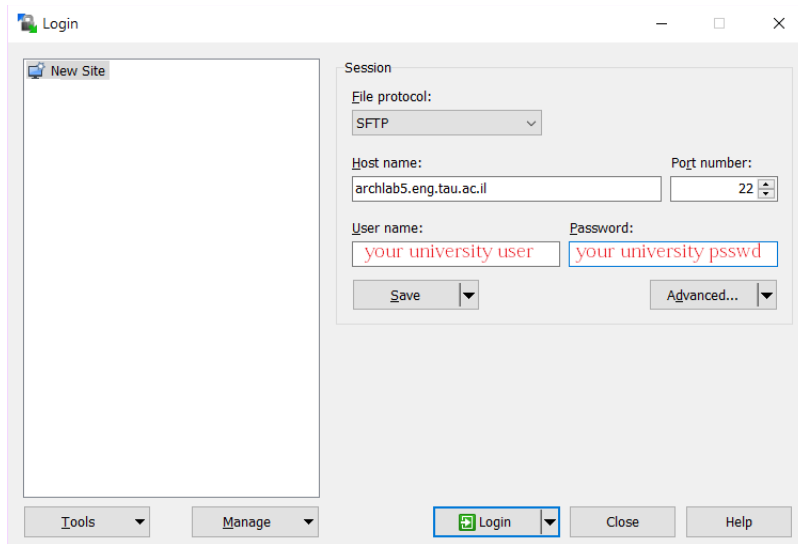 Login
New Site
Session
File protocol:
SFTP
Host name:
Port number:
archlab5.eng.tau.ac.il
22
User name:
Password:
your university user
your university psswd
Save
Advanced...
Tools
Manage
Login
Close
Help